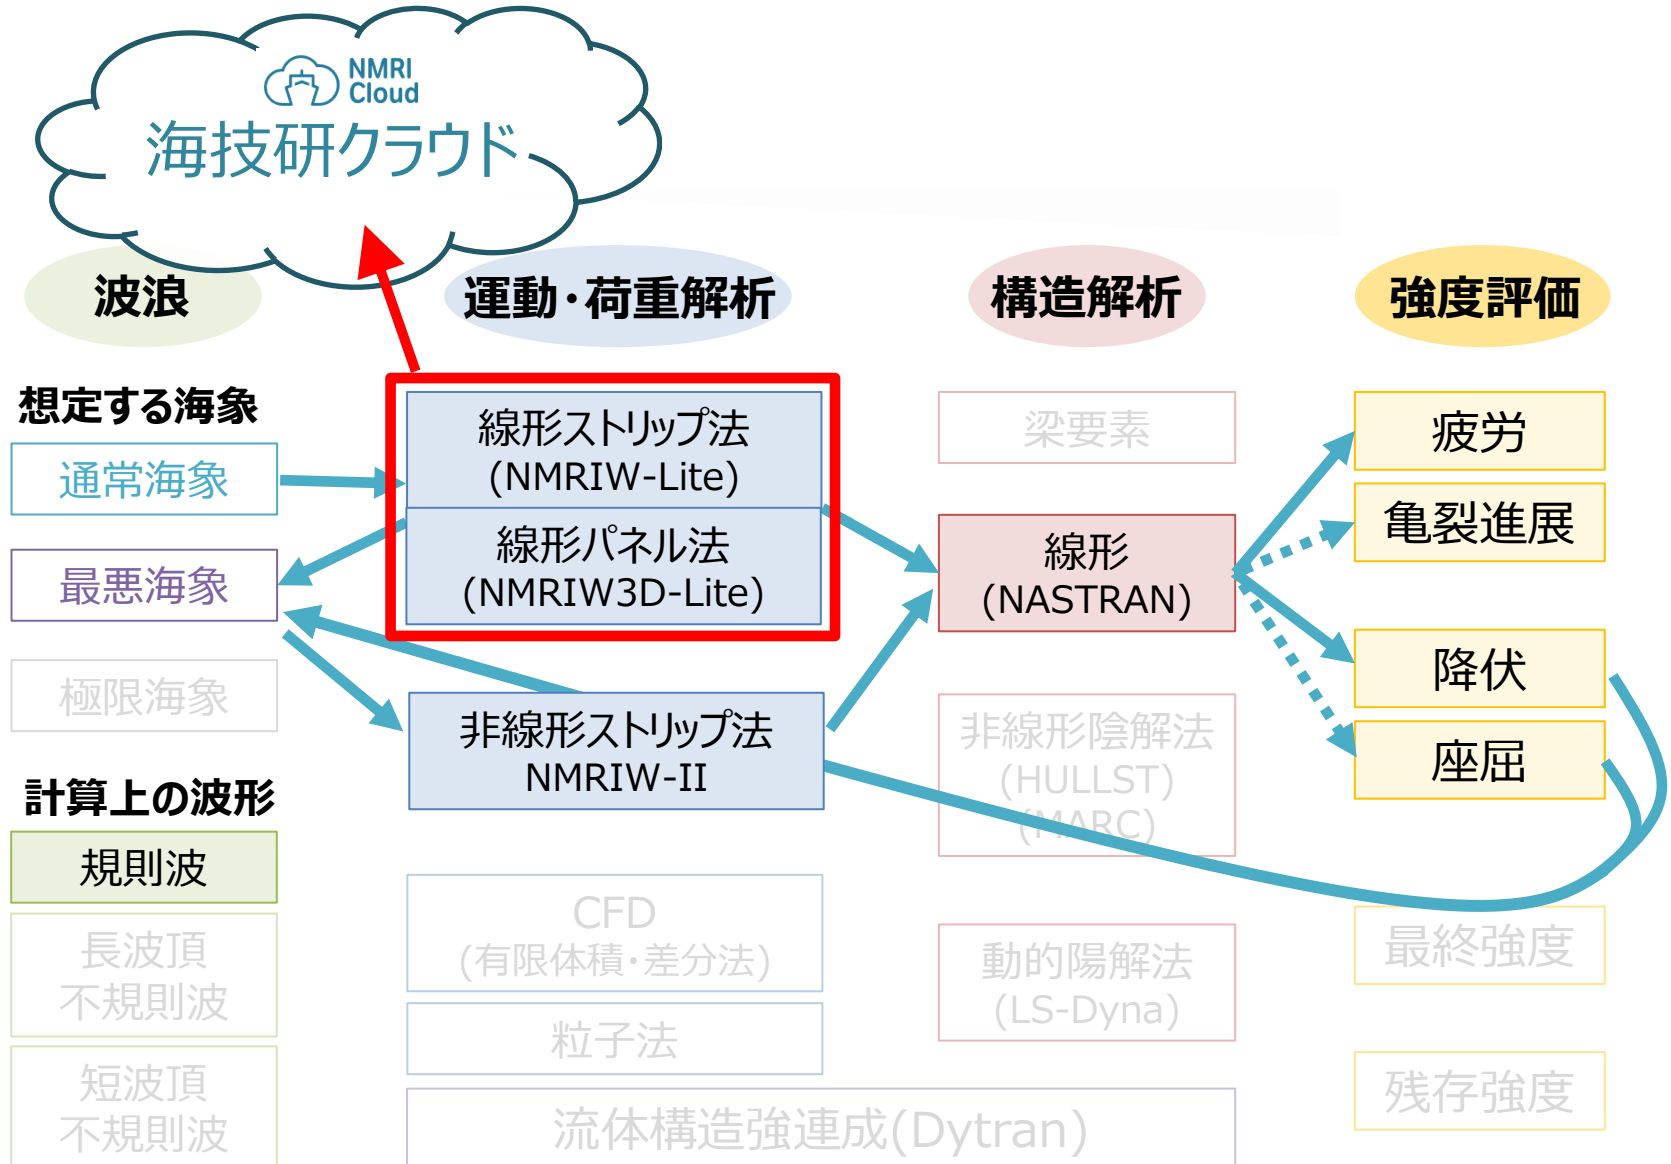 NMRI
Cloud
海技研クラウド
波浪
運動・荷重解析
構造解析
強度評価
想定する海象
通常海象
最悪海象
極限海象
計算上の波形
規則波
長波頂
不規則波
短波頂
不規則波
線形ストリップ法
(NMRIW-Lite)
線形パネル法
(NMRIW3D-Lite)
非線形ストリップ法
NMRIW-II
CFD
(有限体積・差分法)
粒子法
流体構造強連成(Dytran)
梁要素
線形
(NASTRAN)
非線形陰解法
(HULLST)
(MARC)
動的陽解法
(LS-Dyna)
疲労
亀裂進展
降伏
座屈
最終強度
残存強度